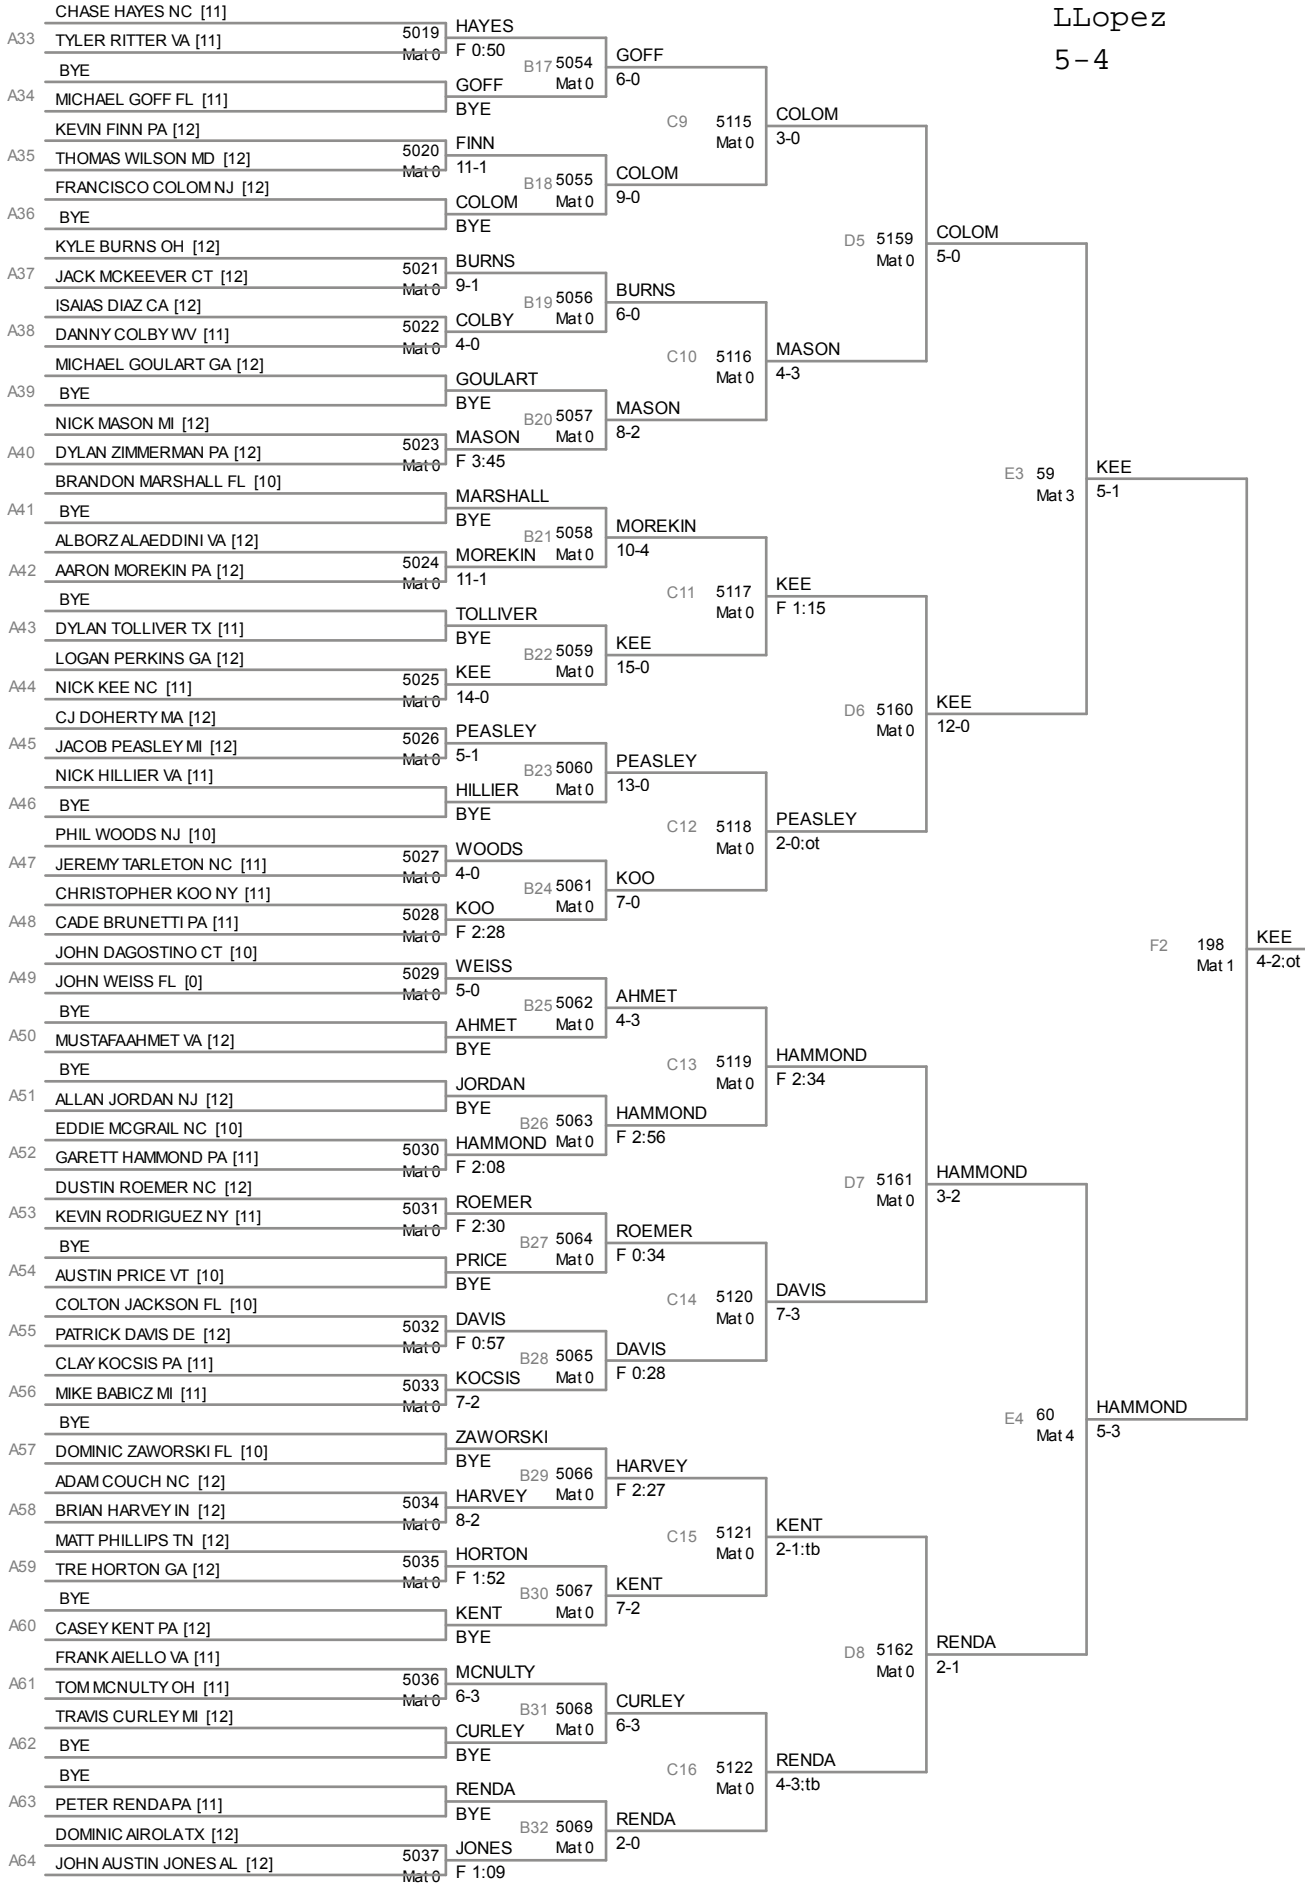 LLopez
5-4
CHASE HAYES NC [11]
A33
TYLER RITTER VA [11]
5019
Mat 0
HAYES
F 0:50
BYE
A34
MICHAEL GOFF FL [11]
GOFF
BYE
B17 5054
Mat 0
GOFF
6-0
KEVIN FINN PA [12]
A35
THOMAS WILSON MD [12]
5020
Mat 0
FINN
11-1
FRANCISCO COLOM NJ [12]
A36
BYE
COLOM
BYE
B18 5055
Mat 0
COLOM
9-0
C9 5115
Mat 0
COLOM
3-0
KYLE BURNS OH [12]
A37
JACK MCKEEVER CT [12]
5021
Mat 0
BURNS
9-1
ISAIAS DIAZ CA [12]
A38
DANNY COLBY WV [11]
5022
Mat 0
COLBY
4-0
B19 5056
Mat 0
BURNS
6-0
MICHAEL GOULART GA [12]
A39
BYE
GOULART
BYE
NICK MASON MI [12]
A40
DYLAN ZIMMERMAN PA [12]
5023
Mat 0
MASON
F 3:45
B20 5057
Mat 0
MASON
8-2
C10 5116
Mat 0
MASON
4-3
D5 5159
Mat 0
COLOM
5-0
BRANDON MARSHALL FL [10]
A41
BYE
MARSHALL
BYE
ALBORZ ALAEDDINI VA [12]
A42
AARON MOREKIN PA [12]
5024
Mat 0
MOREKIN
11-1
B21 5058
Mat 0
MOREKIN
10-4
BYE
A43
DYLAN TOLLIVER TX [11]
TOLLIVER
BYE
LOGAN PERKINS GA [12]
A44
NICK KEE NC [11]
5025
Mat 0
KEE
14-0
B22 5059
Mat 0
KEE
15-0
C11 5117
Mat 0
KEE
F 1:15
CJ DOHERTY MA [12]
A45
JACOB PEASLEY MI [12]
5026
Mat 0
PEASLEY
5-1
NICK HILLIER VA [11]
A46
BYE
HILLIER
BYE
B23 5060
Mat 0
PEASLEY
13-0
PHIL WOODS NJ [10]
A47
JEREMY TARLETON NC [11]
5027
Mat 0
WOODS
4-0
CHRISTOPHER KOO NY [11]
A48
CADE BRUNETTI PA [11]
5028
Mat 0
KOO
F 2:28
B24 5061
Mat 0
KOO
7-0
C12 5118
Mat 0
PEASLEY
2-0;ot
D6 5160
Mat 0
KEE
12-0
E3 59
Mat 3
KEE
5-1
JOHN DAGOSTINO CT [10]
A49
JOHN WEISS FL [0]
5029
Mat 0
WEISS
5-0
BYE
A50
MUSTAFAAHMET VA [12]
AHMET
BYE
B25 5062
Mat 0
AHMET
4-3
BYE
A51
ALLAN JORDAN NJ [12]
JORDAN
BYE
EDDIE MCGRAIL NC [10]
A52
GARETT HAMMOND PA [11]
5030
Mat 0
HAMMOND
F 2:08
B26 5063
Mat 0
HAMMOND
F 2:56
C13 5119
Mat 0
HAMMOND
F 2:34
DUSTIN ROEMER NC [12]
A53
KEVIN RODRIGUEZ NY [11]
5031
Mat 0
ROEMER
F 2:30
BYE
A54
AUSTIN PRICE VT [10]
PRICE
BYE
B27 5064
Mat 0
ROEMER
F 0:34
COLTON JACKSON FL [10]
A55
PATRICK DAVIS DE [12]
5032
Mat 0
DAVIS
F 0:57
CLAY KOCSIS PA [11]
A56
MIKE BABICZ MI [11]
5033
Mat 0
KOCSIS
7-2
B28 5065
Mat 0
DAVIS
F 0:28
C14 5120
Mat 0
DAVIS
7-3
D7 5161
Mat 0
HAMMOND
3-2
BYE
A57
DOMINIC ZAWORSKI FL [10]
ZAWORSKI
BYE
ADAM COUCH NC [12]
A58
BRIAN HARVEY IN [12]
5034
Mat 0
HARVEY
8-2
B29 5066
Mat 0
HARVEY
F 2:27
MATT PHILLIPS TN [12]
A59
TRE HORTON GA [12]
5035
Mat 0
HORTON
F 1:52
BYE
A60
CASEY KENT PA [12]
KENT
BYE
B30 5067
Mat 0
KENT
7-2
C15 5121
Mat 0
KENT
2-1;tb
FRANK AIELLO VA [11]
A61
TOM MCNULTY OH [11]
5036
Mat 0
MCNULTY
6-3
TRAVIS CURLEY MI [12]
A62
BYE
CURLEY
BYE
B31 5068
Mat 0
CURLEY
6-3
BYE
A63
PETER RENDAPA [11]
RENDA
BYE
DOMINIC AIROLATX [12]
A64
JOHN AUSTIN JONES AL [12]
5037
Mat 0
JONES
F 1:09
B32 5069
Mat 0
RENDA
2-0
C16 5122
Mat 0
RENDA
4-3;tb
D8 5162
Mat 0
RENDA
2-1
E4 60
Mat 4
HAMMOND
5-3
F2 198
Mat 1
KEE
4-2;ot